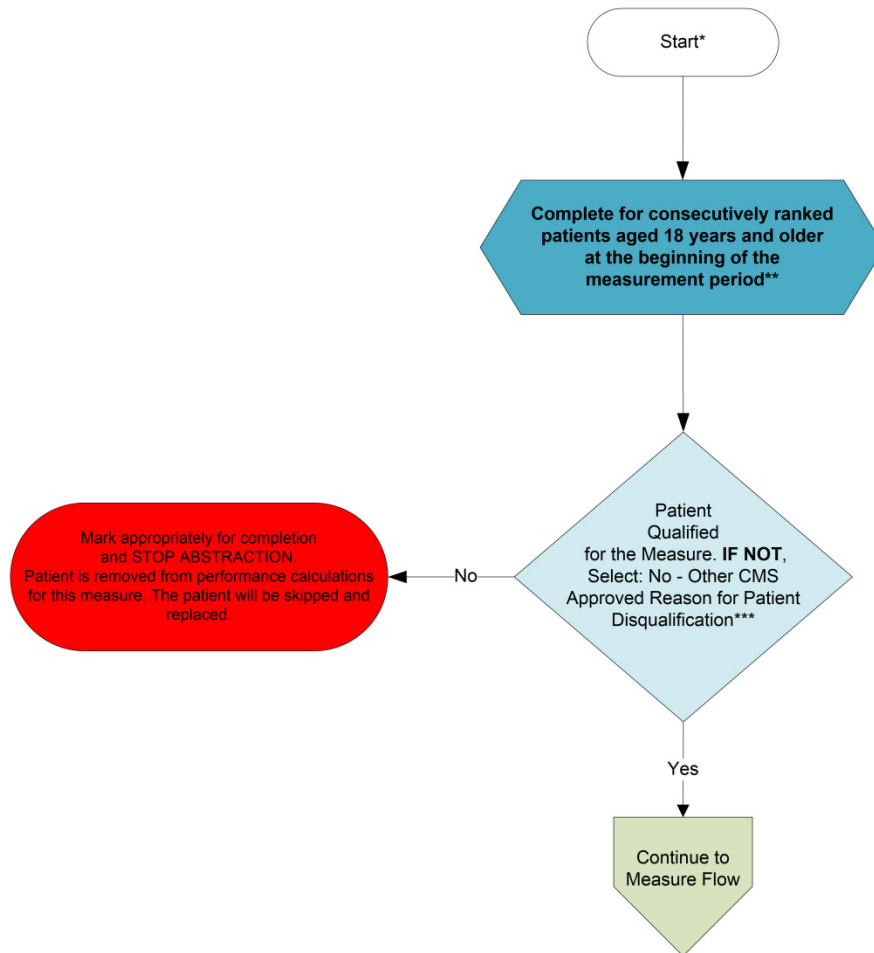 Start*
Complete for consecutively ranked
patients aged 18 years and older
at the beginning of the
measurement period**
Patient
Qualified
for the Measure. IF NOT,
Select: No - Other CMS
Approved Reason for Patient
Disqualification***
No
Mark appropriately for completion
and STOP ABSTRACTION.
Patient is removed from performance calculations
for this measure. The patient will be skipped and
replaced.
Yes
Continue to
Measure Flow